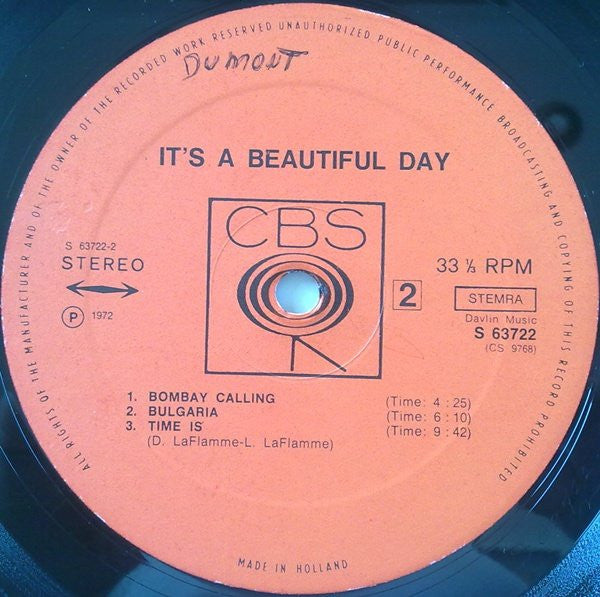 ALL RIGHTS OF THE MANUFACTURER AND OF THE OWNER OF THE RECORDED WORK RESERVED UNAUTHORIZED PUBLIC PERFORMANCE BROADCASTING AND COPYING OF THIS RECORD PROHIBITED
DUMONT
IT'S A BEAUTIFUL DAY
CBS
S 63722-2
STEREO
Ⓟ 1972
2
33 ⅓ RPM
STEMRA
Davlin Music
S 63722
(CS 9768)
1. BOMBAY CALLING (Time: 4 : 25)
2. BULGARIA (Time: 6 : 10)
3. TIME IS (Time: 9 : 42)
(D. LaFlamme-L. LaFlamme)
MADE IN HOLLAND